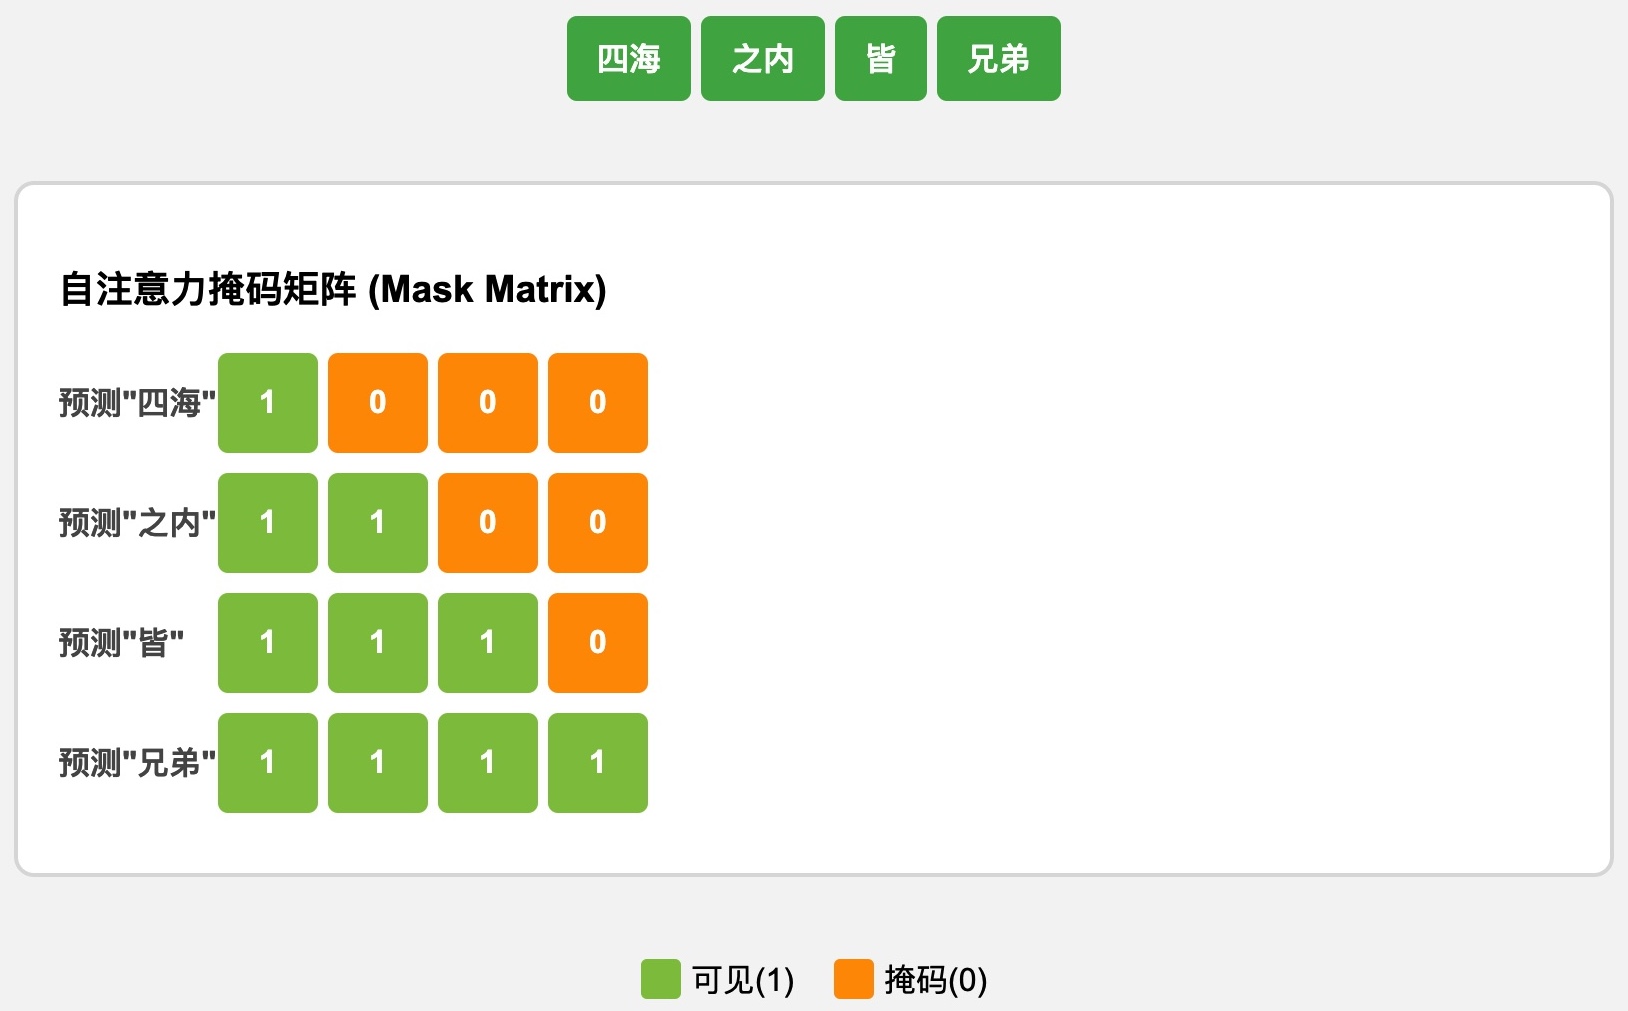 四海 之内 皆 兄弟
自注意力掩码矩阵 (Mask Matrix)
预测"四海" 1 0 0 0
预测"之内" 1 1 0 0
预测"皆" 1 1 1 0
预测"兄弟" 1 1 1 1
可见(1) 掩码(0)